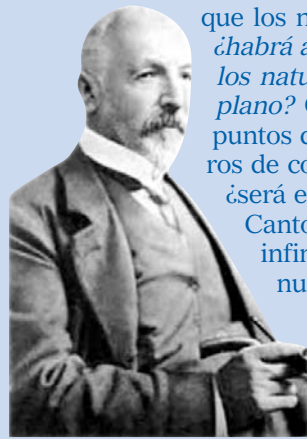 que los n
¿habrá a
los natu
plano?
puntos d
ros de co
¿será e
Canto
infin
nu